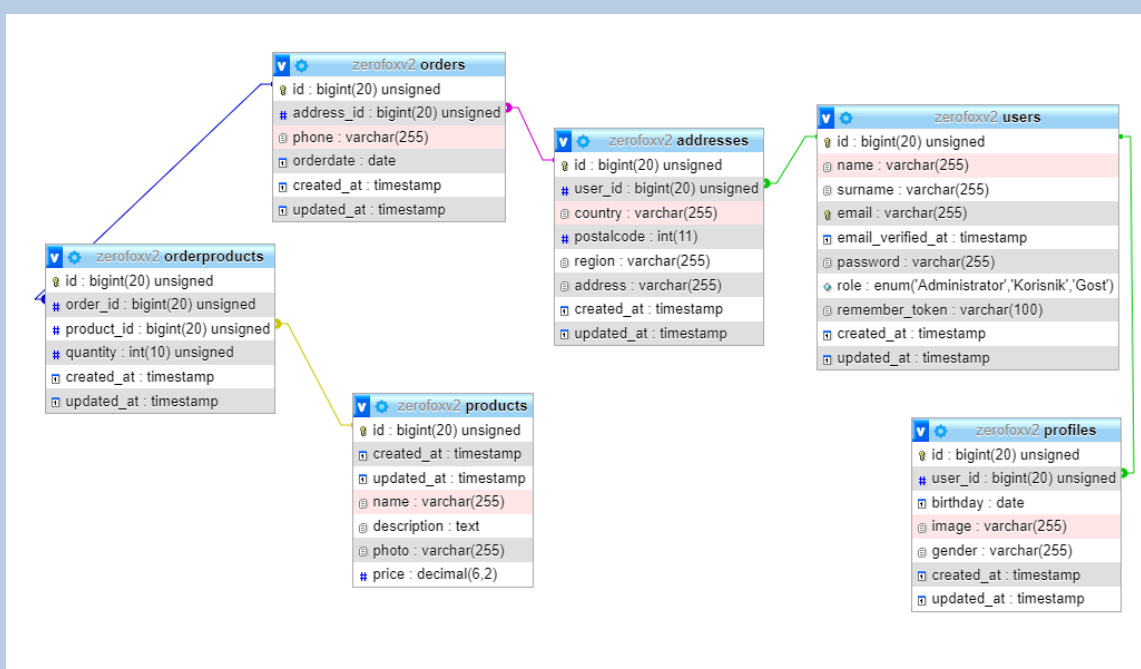 zerofoxv2 orders
id : bigint(20) unsigned
address_id : bigint(20) unsigned
phone : varchar(255)
orderdate : date
created_at : timestamp
updated_at : timestamp
zerofoxv2 addresses
id : bigint(20) unsigned
user_id : bigint(20) unsigned
country : varchar(255)
postalcode : int(11)
region : varchar(255)
address : varchar(255)
created_at : timestamp
updated_at : timestamp
zerofoxv2 users
id : bigint(20) unsigned
name : varchar(255)
surname : varchar(255)
email : varchar(255)
email_verified_at : timestamp
password : varchar(255)
role : enum('Administrator','Korisnik','Gost')
remember_token : varchar(100)
created_at : timestamp
updated_at : timestamp
zerofoxv2 orderproducts
id : bigint(20) unsigned
order_id : bigint(20) unsigned
product_id : bigint(20) unsigned
quantity : int(10) unsigned
created_at : timestamp
updated_at : timestamp
zerofoxv2 products
id : bigint(20) unsigned
created_at : timestamp
updated_at : timestamp
name : varchar(255)
description : text
photo : varchar(255)
price : decimal(6,2)
zerofoxv2 profiles
id : bigint(20) unsigned
user_id : bigint(20) unsigned
birthday : date
image : varchar(255)
gender : varchar(255)
created_at : timestamp
updated_at : timestamp